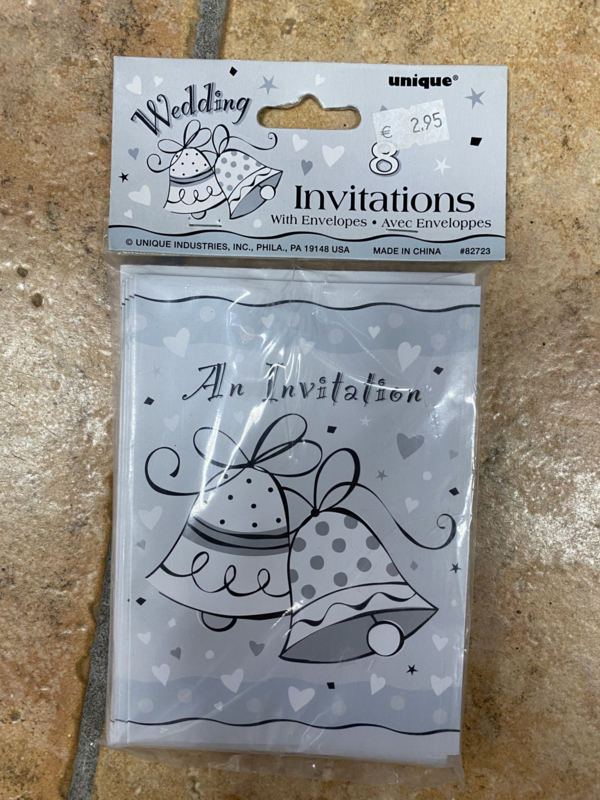 unique®
Wedding
€ 2.95
8
Invitations
With Envelopes • Avec Enveloppes
© UNIQUE INDUSTRIES, INC., PHILA., PA 19148 USA MADE IN CHINA #82723
An Invitation